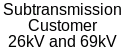 Subtransmission
Customer
26kV and 69kV